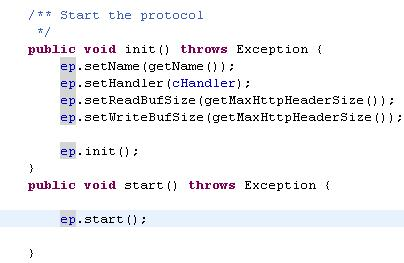 /** Start the protocol
 */
public void init() throws Exception {
    ep.setName(getName());
    ep.setHandler(cHandler);
    ep.setReadBufSize(getMaxHttpHeaderSize());
    ep.setWriteBufSize(getMaxHttpHeaderSize());
    ep.init();
}
public void start() throws Exception {
    ep.start();
}